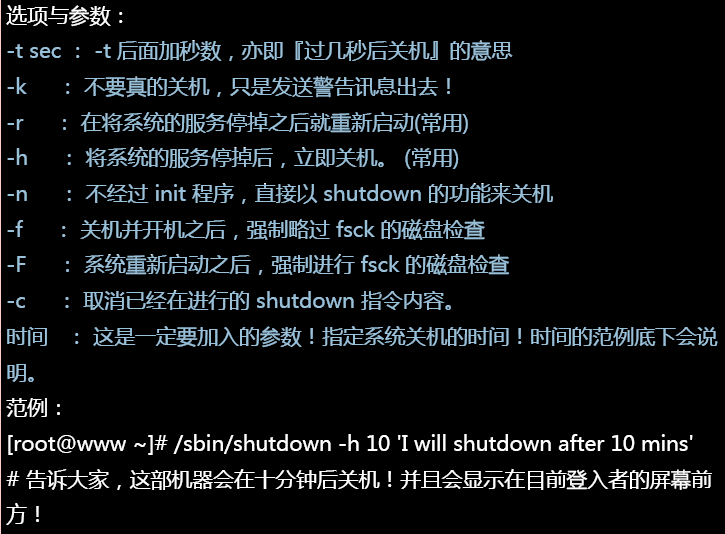 选项与参数：
-t sec ： -t 后面加秒数，亦即『过几秒后关机』的意思
-k ： 不要真的关机，只是发送警告讯息出去！
-r ： 在将系统的服务停掉之后就重新启动(常用)
-h ： 将系统的服务停掉后，立即关机。 (常用)
-n ： 不经过 init 程序，直接以 shutdown 的功能来关机
-f ： 关机并开机之后，强制略过 fsck 的磁盘检查
-F ： 系统重新启动之后，强制进行 fsck 的磁盘检查
-c ： 取消已经在进行的 shutdown 指令内容。
时间 ： 这是一定要加入的参数！指定系统关机的时间！时间的范例底下会说
明。
范例：
[root@www ~]# /sbin/shutdown -h 10 'I will shutdown after 10 mins'
# 告诉大家，这部机器会在十分钟后关机！并且会显示在目前登入者的屏幕前
方！